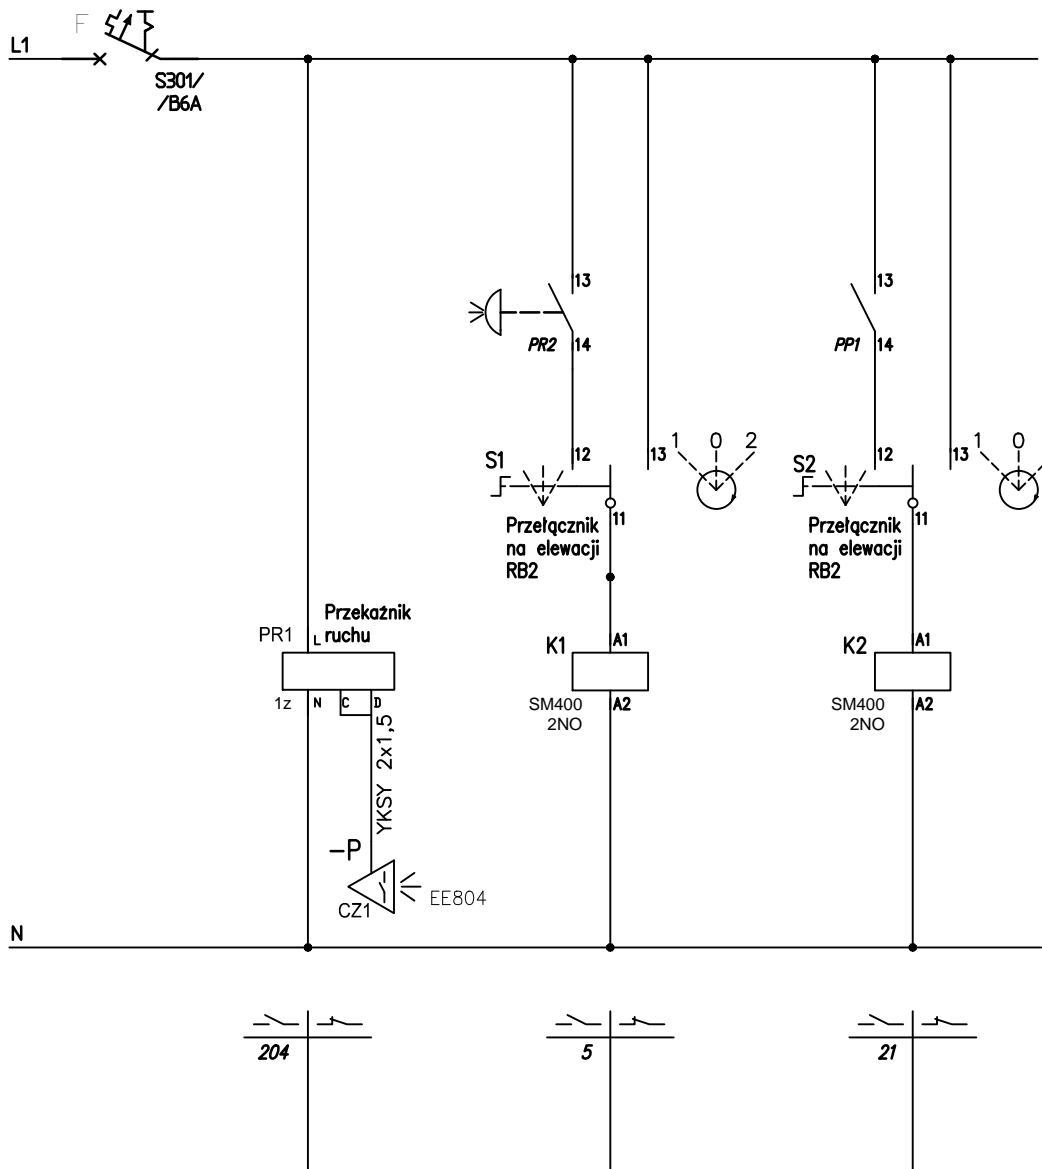 F
L1
S301/
/B6A
13
13
PR2
14
PP1
14
12
13
1 0 2
12
13
1 0
S1
S2
11
11
Przełącznik
na elewacji
RB2
Przełącznik
na elewacji
RB2
Przekaźnik
ruchu
PR1
L
K1
A1
K2
A1
1z
N
C
D
SM400
2NO
A2
SM400
2NO
A2
YKSY 2x1,5
-P
CZ1
EE804
N
204
5
21